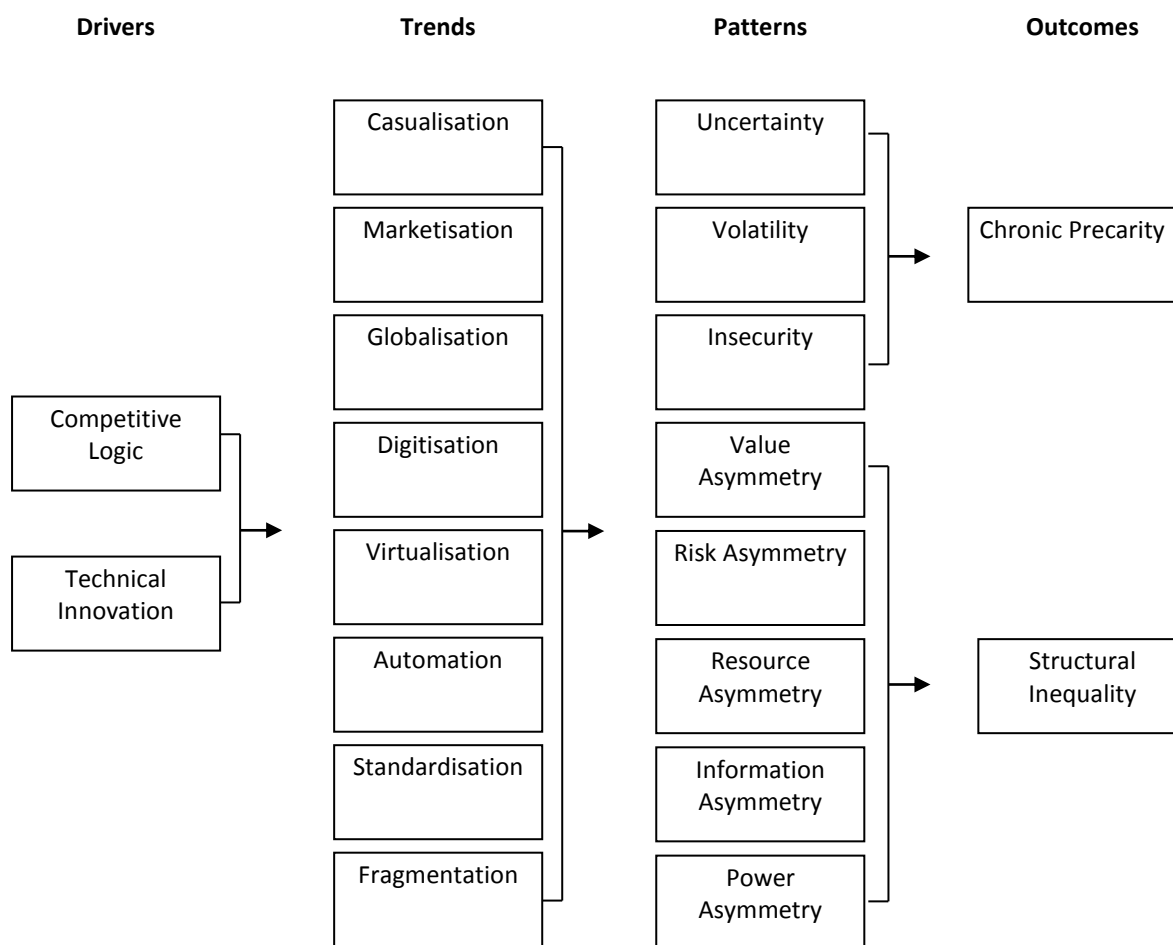 Drivers
Trends
Patterns
Outcomes
Casualisation
Marketisation
Globalisation
Digitisation
Virtualisation
Automation
Standardisation
Fragmentation
Competitive
Logic
Technical
Innovation
Uncertainty
Volatility
Insecurity
Value
Asymmetry
Risk Asymmetry
Resource
Asymmetry
Information
Asymmetry
Power
Asymmetry
Chronic Precarity
Structural
Inequality